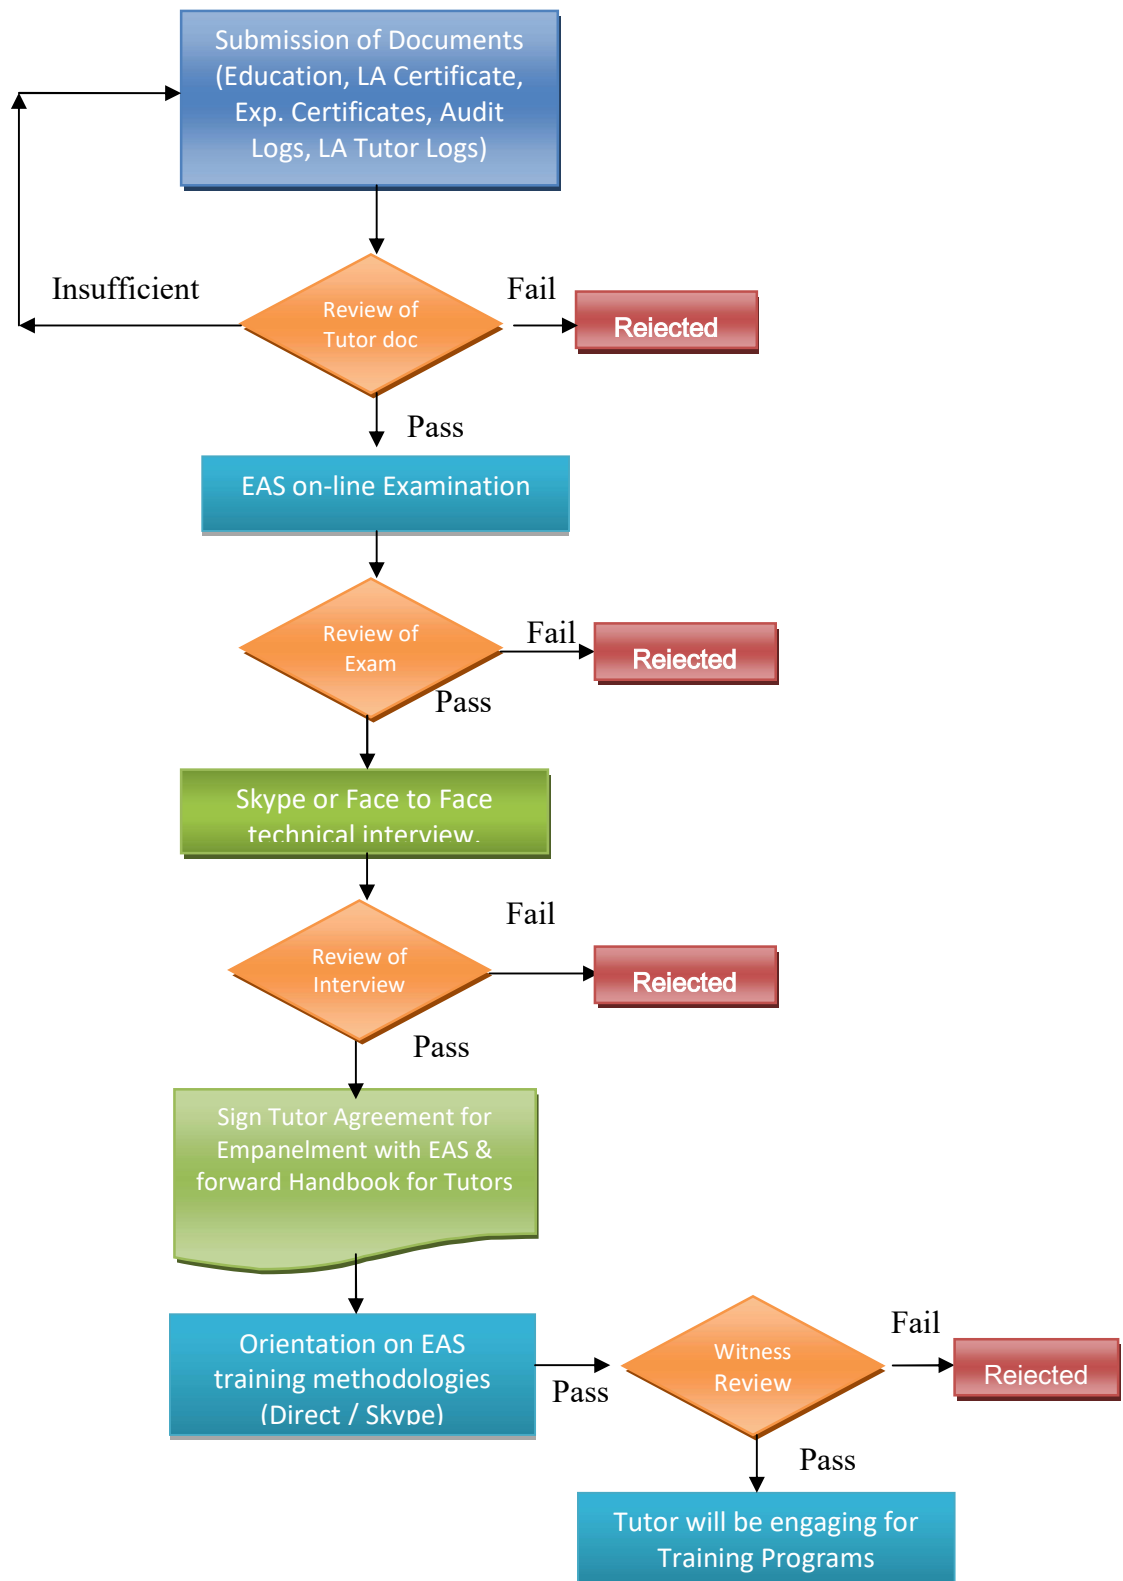 Submission of Documents
(Education, LA Certificate,
Exp. Certificates, Audit
Logs, LA Tutor Logs)
Insufficient
Review of
Tutor doc
Fail
Rejected
Pass
EAS on-line Examination
Review of
Exam
Fail
Rejected
Pass
Skype or Face to Face
technical interview.
Review of
Interview
Fail
Rejected
Pass
Sign Tutor Agreement for
Empanelment with EAS &
forward Handbook for Tutors
Orientation on EAS
training methodologies
(Direct / Skype)
Pass
Witness
Review
Fail
Rejected
Pass
Tutor will be engaging for
Training Programs